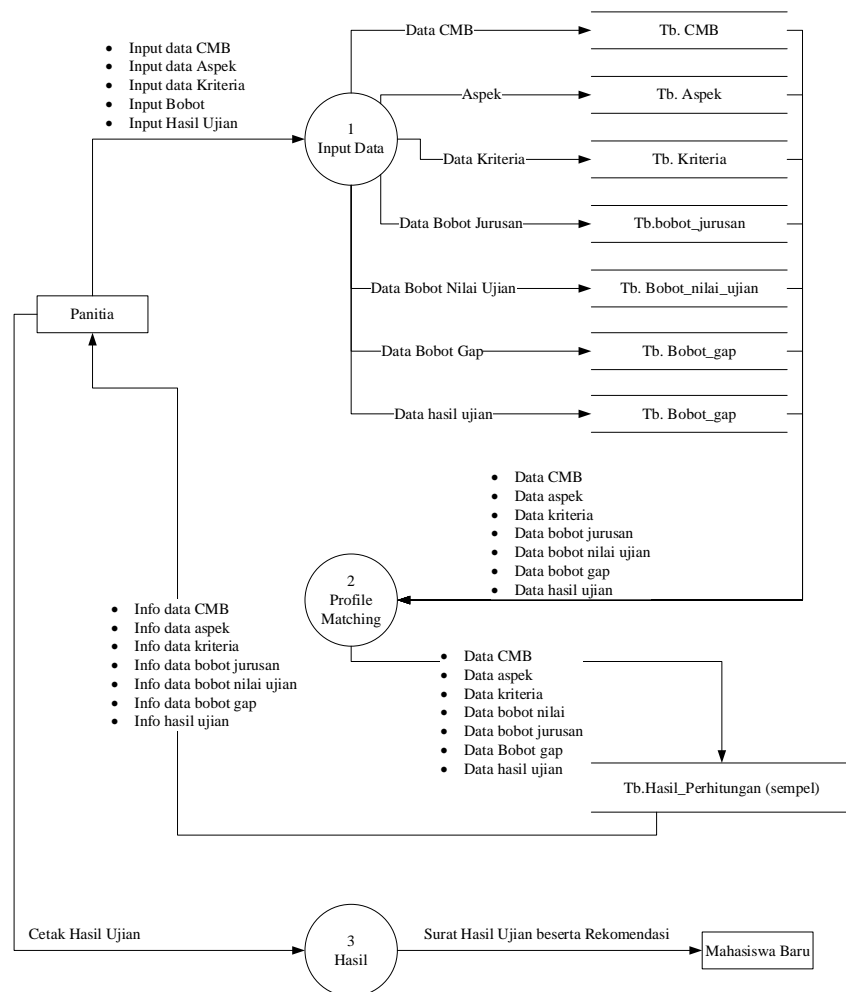 Data CMB
Tb. CMB
• Input data CMB
• Input data Aspek
• Input data Kriteria
• Input Bobot
• Input Hasil Ujian
Aspek
Tb. Aspek
1
Input Data
Data Kriteria
Tb. Kriteria
Data Bobot Jurusan
Tb.bobot_jurusan
Data Bobot Nilai Ujian
Tb. Bobot_nilai_ujian
Panitia
Data Bobot Gap
Tb. Bobot_gap
Data hasil ujian
Tb. Bobot_gap
• Data CMB
• Data aspek
• Data kriteria
• Data bobot jurusan
• Data bobot nilai ujian
• Data bobot gap
• Data hasil ujian
2
Profile
Matching
• Info data CMB
• Info data aspek
• Info data kriteria
• Info data bobot jurusan
• Info data bobot nilai ujian
• Info data bobot gap
• Info hasil ujian
• Data CMB
• Data aspek
• Data kriteria
• Data bobot nilai
• Data bobot jurusan
• Data Bobot gap
• Data hasil ujian
Tb.Hasil_Perhitungan (sempel)
Cetak Hasil Ujian
3
Hasil
Surat Hasil Ujian beserta Rekomendasi
Mahasiswa Baru